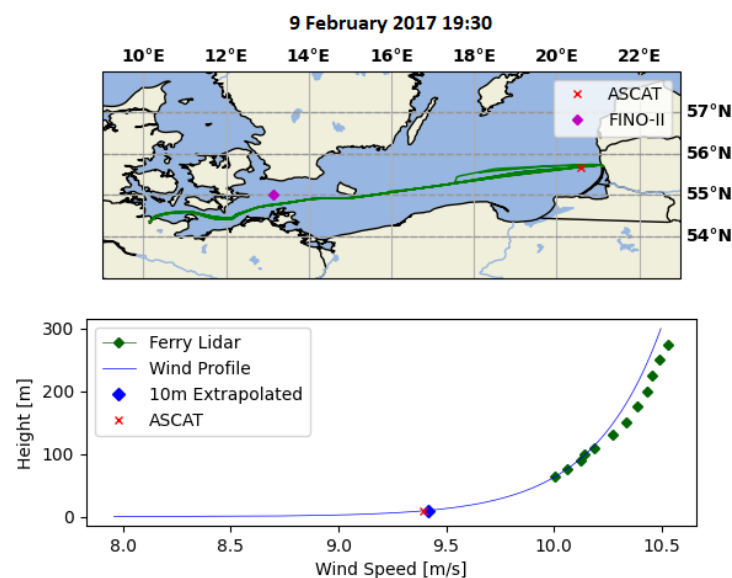 9 February 2017 19:30
10°E 12°E 14°E 16°E 18°E 20°E 22°E
ASCAT
FINO-II
57°N
56°N
55°N
54°N
300
200
100
0
Height [m]
Ferry Lidar
Wind Profile
10m Extrapolated
ASCAT
8.0 8.5 9.0 9.5 10.0 10.5
Wind Speed [m/s]